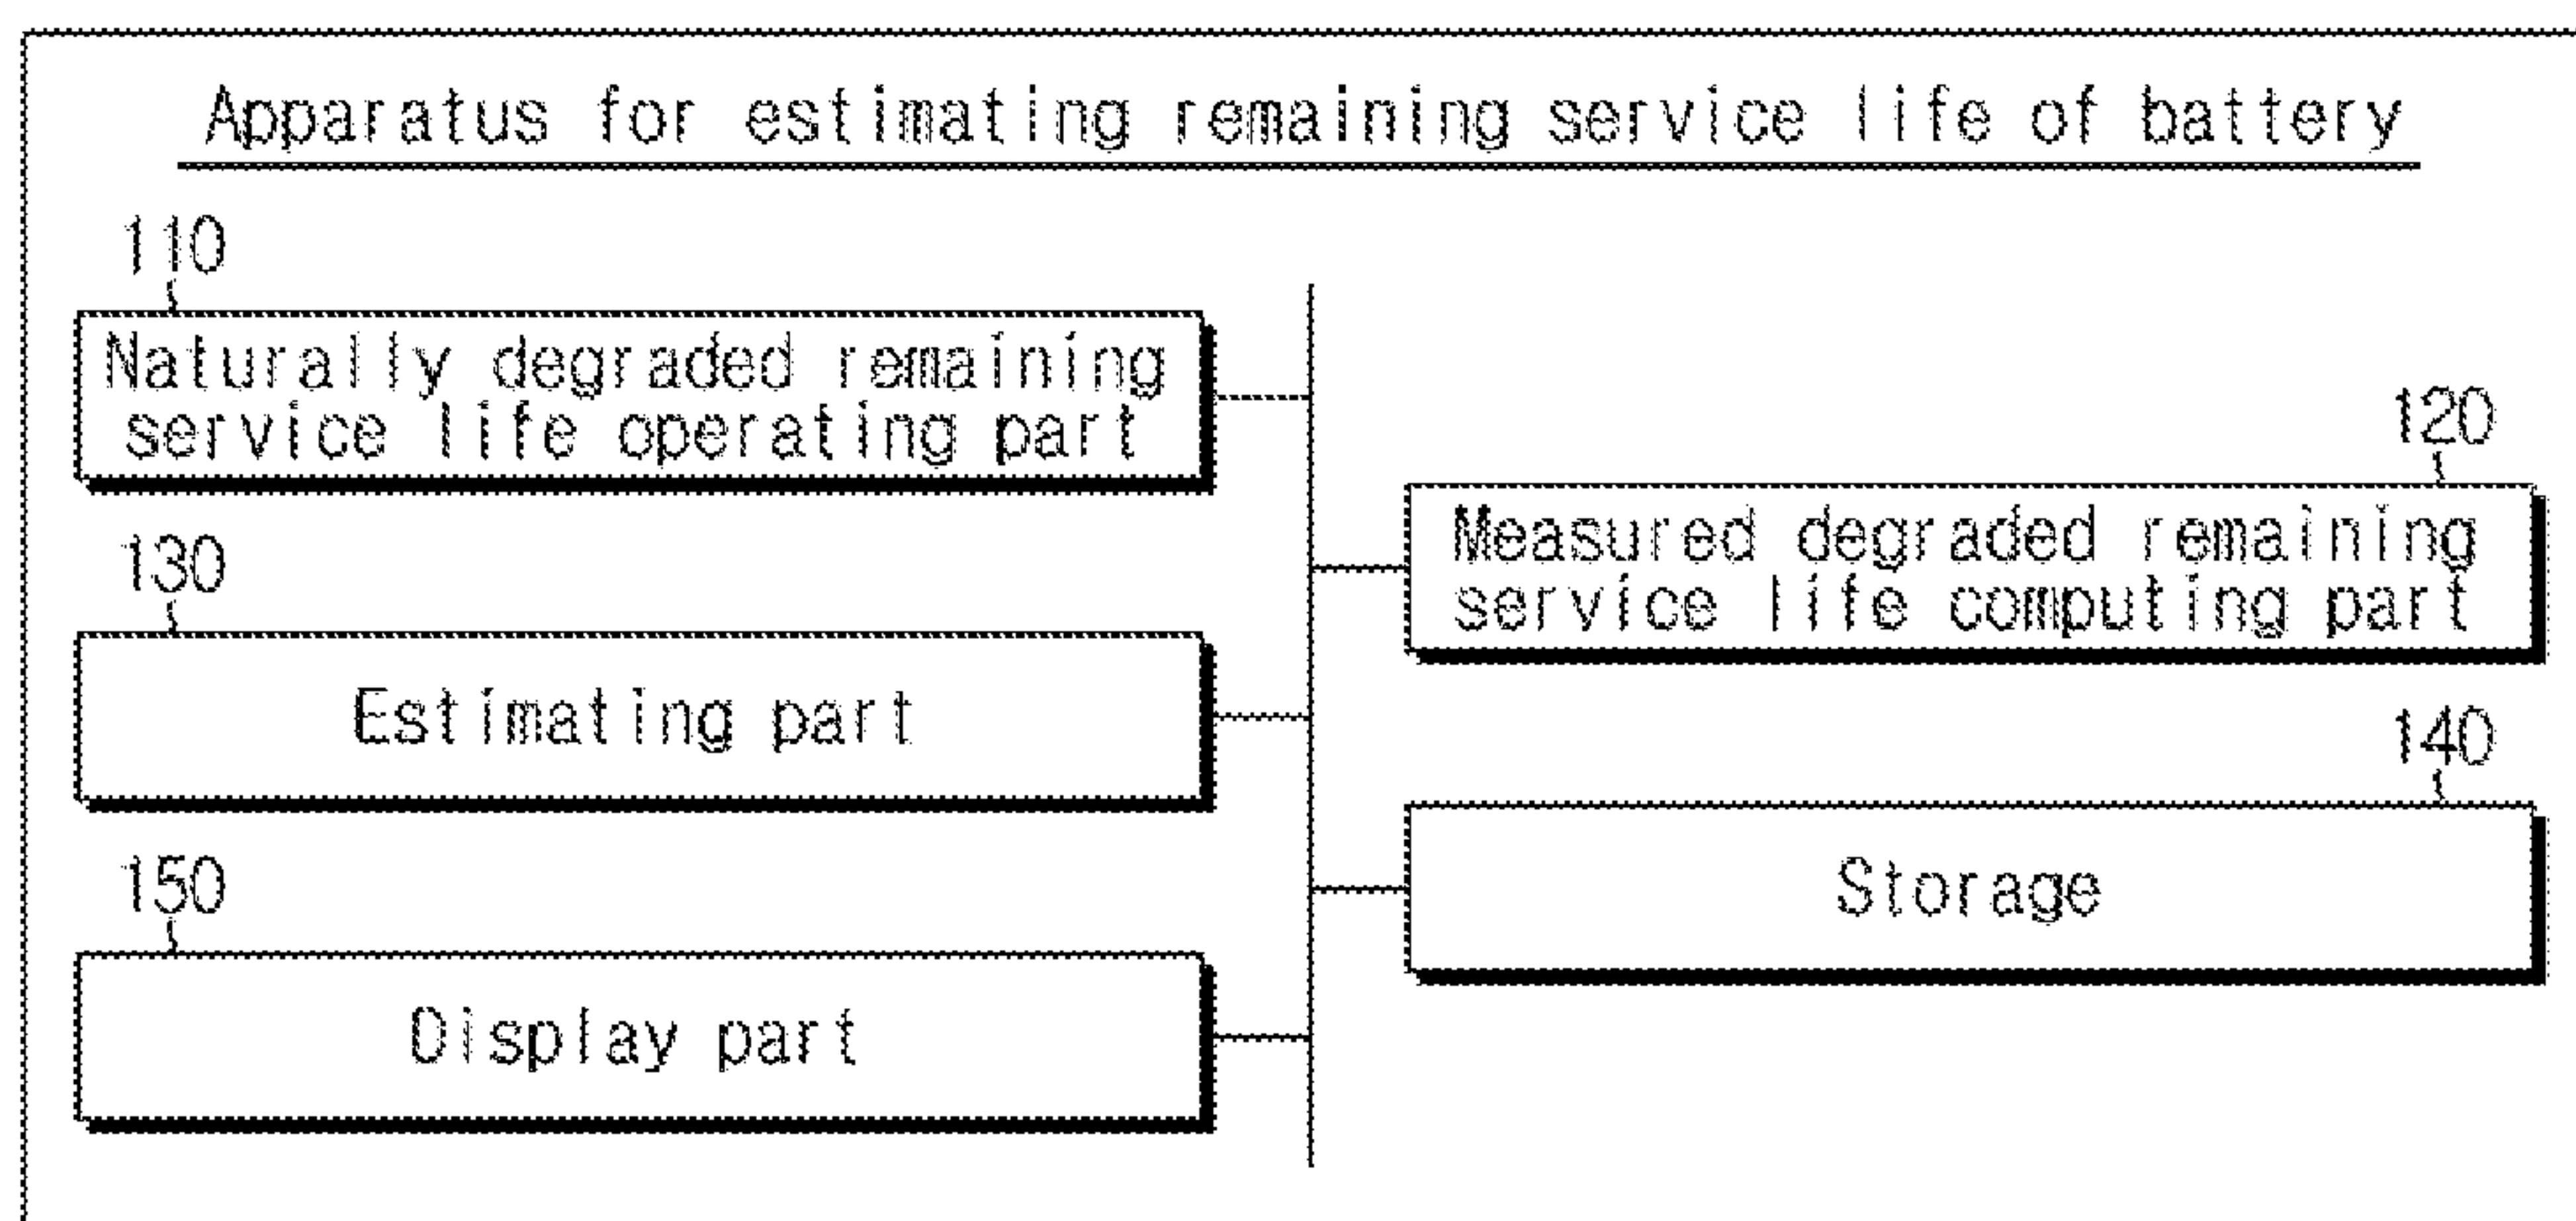 Apparatus for estimating remaining service life of battery
110
Naturally degraded remaining
service life operating part
120
Measured degraded remaining
service life computing part
130
Estimating part
140
Storage
150
Display part